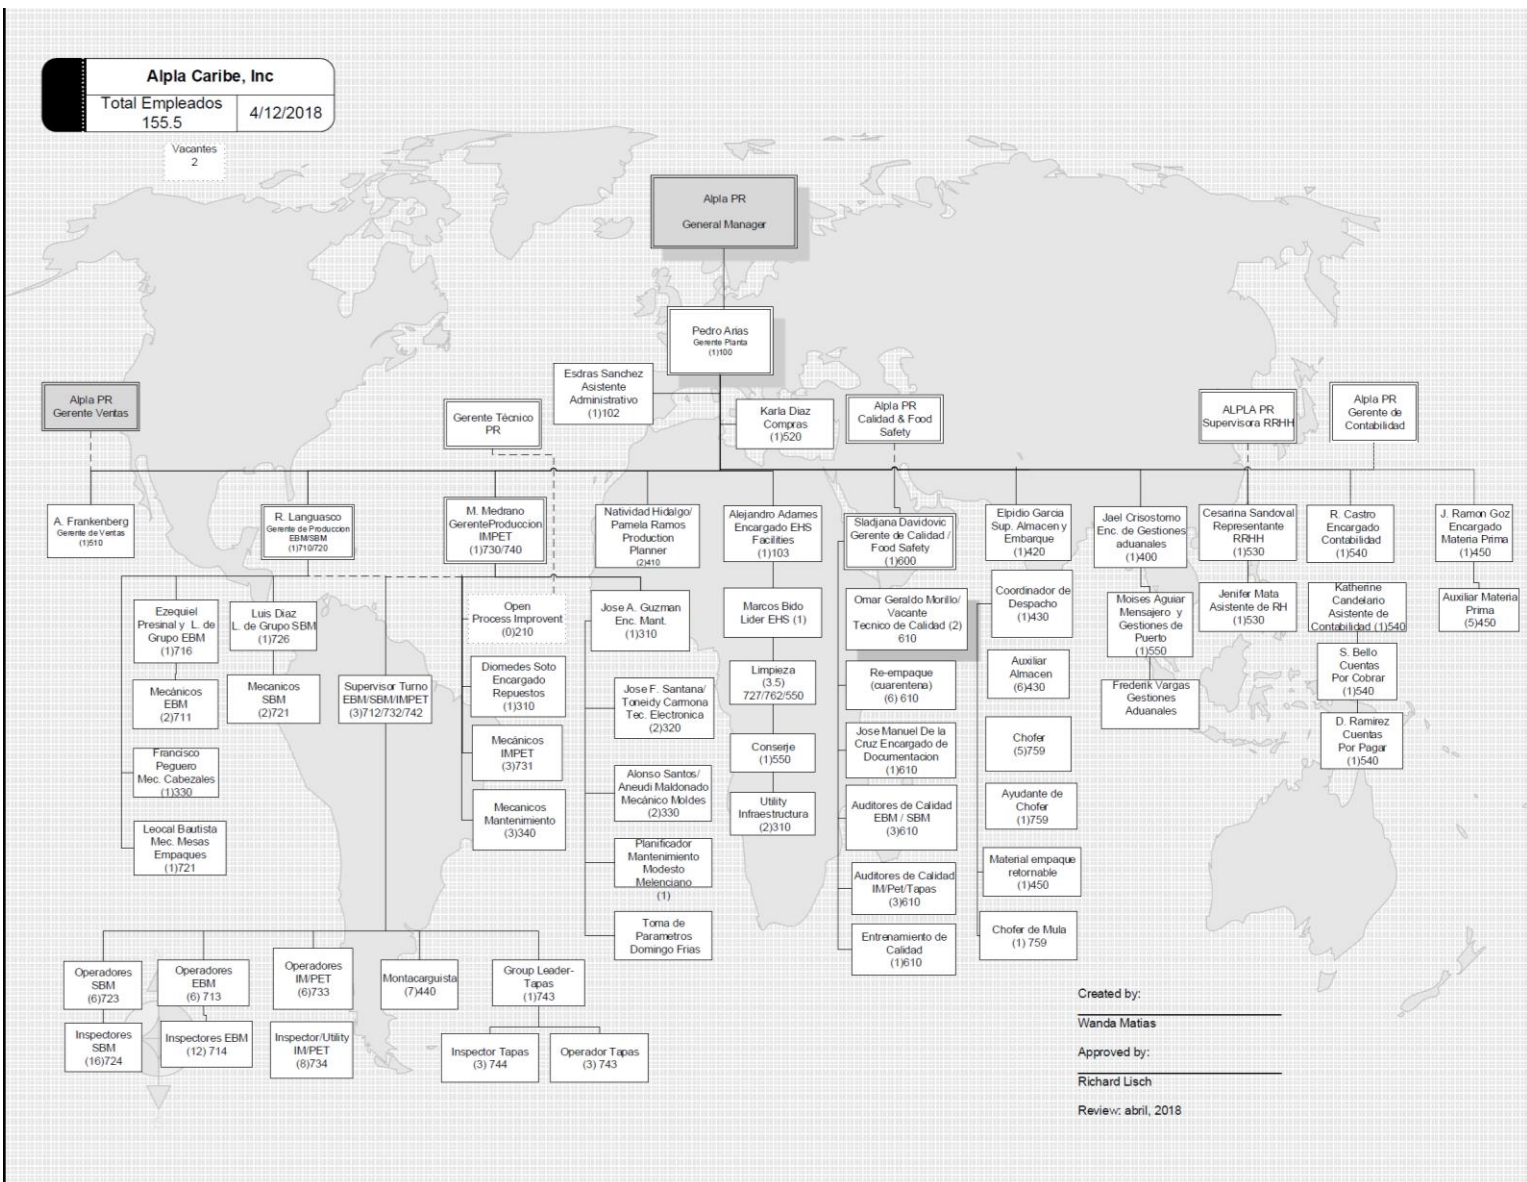 Alpla Caribe, Inc
Total Empleados
155.5
4/12/2018
Vacantes
2
Alpla PR
General Manager
Pedro Arias
Gerente Planta
(1)100
Esdras Sanchez
Asistente
Administrativo
(1)102
Karla Diaz
Compras
(1)520
Alpla PR
Gerente Ventas
Gerente Técnico
PR
Alpla PR
Calidad & Food
Safety
ALPLA PR
Supervisora RRHH
Alpla PR
Gerente de
Contabilidad
A. Frankenberg
Gerente de Ventas
(1)510
R. Languasco
Gerente de Produccion
EBM/SBM
(1)710/720
M. Medrano
GerenteProduccion
IMPET
(1)730/740
Natividad Hidalgo/
Pamela Ramos
Production
Planner
(2)410
Alejandro Adames
Encargado EHS
Facilities
(1)103
Sladjana Davidovic
Gerente de Calidad /
Food Safety
(1)600
Elpidio Garcia
Sup. Almacen y
Embarque
(1)420
Jael Crisostomo
Enc. de Gestiones
aduanales
(1)400
Cesarina Sandoval
Representante
RRHH
(1)530
R. Castro
Encargado
Contabilidad
(1)540
J. Ramon Goz
Encargado
Materia Prima
(1)450
Ezequiel
Presinal y L. de
Grupo EBM
(1)716
Mecánicos
EBM
(2)711
Francisco
Peguero
Mec. Cabezales
(1)330
Leocal Bautista
Mec. Mesas
Empaques
(1)721
Luis Diaz
L. de Grupo SBM
(1)726
Mecanicos
SBM
(2)721
Supervisor Turno
EBM/SBM/IMPET
(3)712/732/742
Open
Process Improvent
(0)210
Diomedes Soto
Encargado
Repuestos
(1)310
Mecánicos
IMPET
(3)731
Mecanicos
Mantenimiento
(3)340
Jose A. Guzman
Enc. Mant.
(1)310
Jose F. Santana/
Toneidy Carmona
Tec. Electronica
(2)320
Alonso Santos/
Aneudi Maldonado
Mecánico Moldes
(2)330
Planificador
Mantenimiento
Modesto
Melenciano
(1)
Toma de
Parametros
Domingo Frias
Marcos Bido
Lider EHS (1)
Limpieza
(3.5)
727/762/550
Conserje
(1)550
Utility
Infraestructura
(2)310
Omar Geraldo Morillo/
Vacante
Tecnico de Calidad (2)
610
Re-empaque
(cuarentena)
(6) 610
Jose Manuel De la
Cruz Encargado de
Documentacion
(1)610
Auditores de Calidad
EBM / SBM
(3)610
Auditores de Calidad
IM/Pet/Tapas
(3)610
Entrenamiento de
Calidad
(1)610
Coordinador de
Despacho
(1)430
Auxiliar
Almacen
(6)430
Chofer
(5)759
Ayudante de
Chofer
(1)759
Material empaque
retornable
(1)450
Chofer de Mula
(1) 759
Moises Aguiar
Mensajero y
Gestiones de
Puerto
(1)550
Frederik Vargas
Gestiones
Aduanales
Jenifer Mata
Asistente de RH
(1)530
Katherine
Candelario
Asistente de
Contabilidad (1)540
S. Bello
Cuentas
Por Cobrar
(1)540
D. Ramirez
Cuentas
Por Pagar
(1)540
Auxiliar Materia
Prima
(5)450
Operadores
SBM
(6)723
Inspectores
SBM
(16)724
Operadores
EBM
(6) 713
Inspectores EBM
(12) 714
Operadores
IM/PET
(6)733
Inspector/Utility
IM/PET
(8)734
Montacarguista
(7)440
Group Leader-
Tapas
(1)743
Inspector Tapas
(3) 744
Operador Tapas
(3) 743
Created by:
Wanda Matias
Approved by:
Richard Lisch
Review: abril, 2018